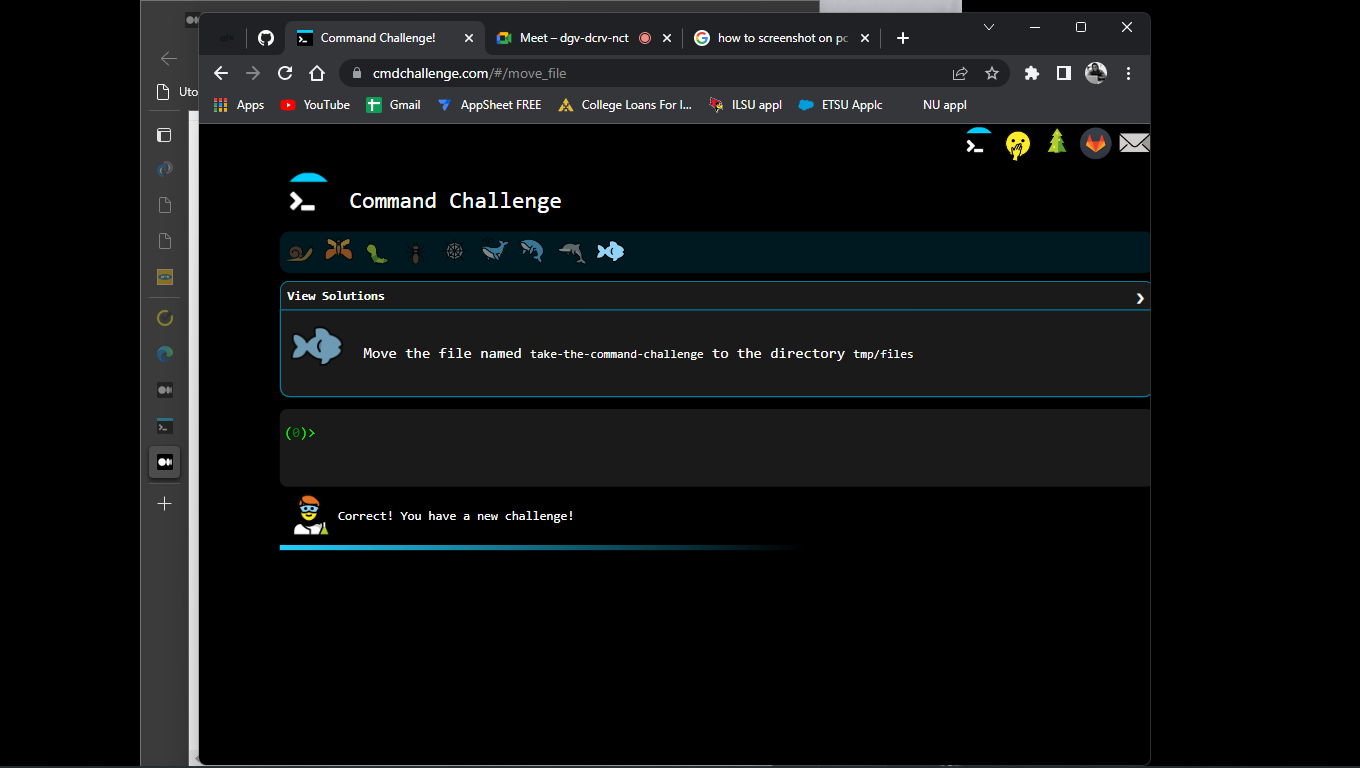 Command Challenge!
Meet – dgv-dcrv-nct
how to screenshot on pc
cmdchallenge.com/#/move_file
Uto
Apps
YouTube
Gmail
AppSheet FREE
College Loans For I...
ILSU appl
ETSU Applc
NU appl
Command Challenge
View Solutions
Move the file named take-the-command-challenge to the directory tmp/files
(0)>
Correct! You have a new challenge!